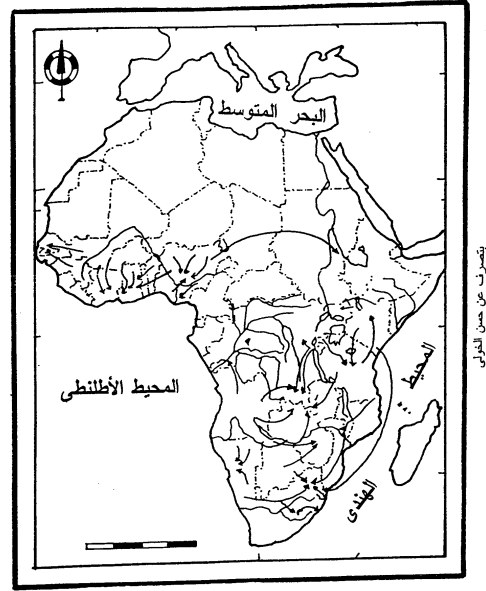 البحر المتوسط
المحيط الأطلنطى
المحيط
الهندى
بتصرف عن حسن الخولى